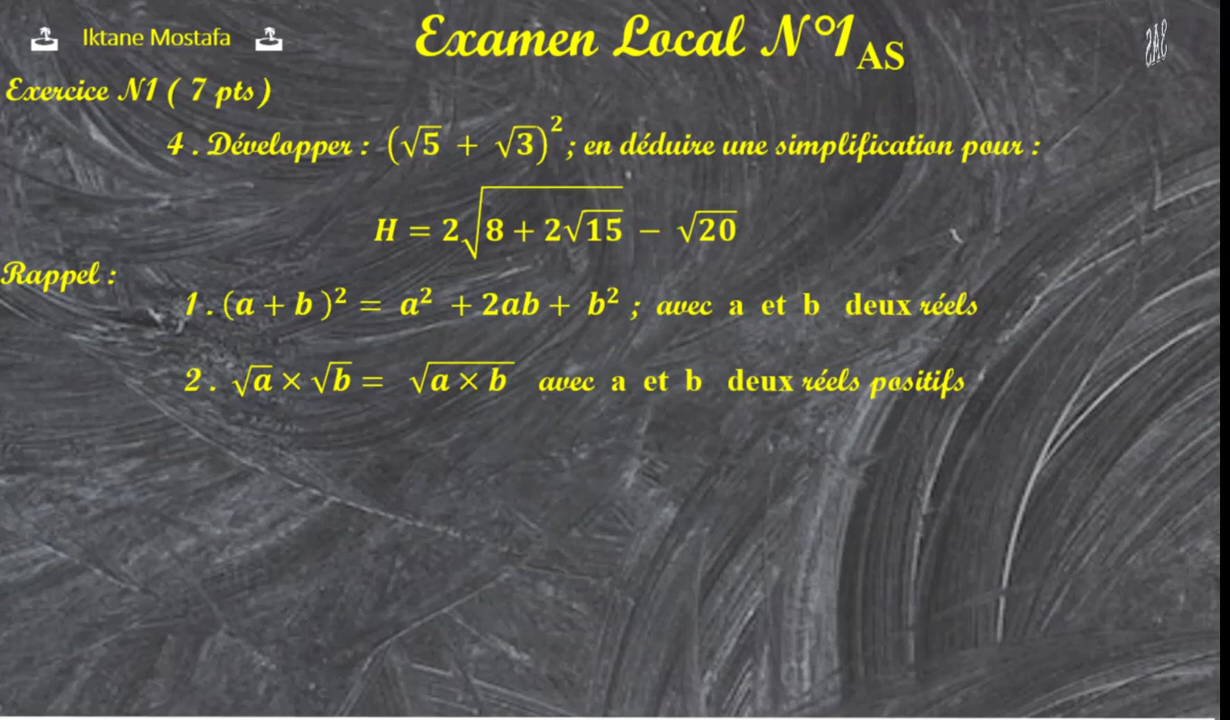 Iktane Mostafa
Examen Local N°1 AS
Exercice N1 ( 7 pts )
4 . Développer : (√5 + √3)² ; en déduire une simplification pour :
H = 2√(8 + 2√15) − √20
Rappel :
1 . (a + b )² = a² + 2ab + b² ; avec a et b deux réels
2 . √a × √b = √(a × b) avec a et b deux réels positifs